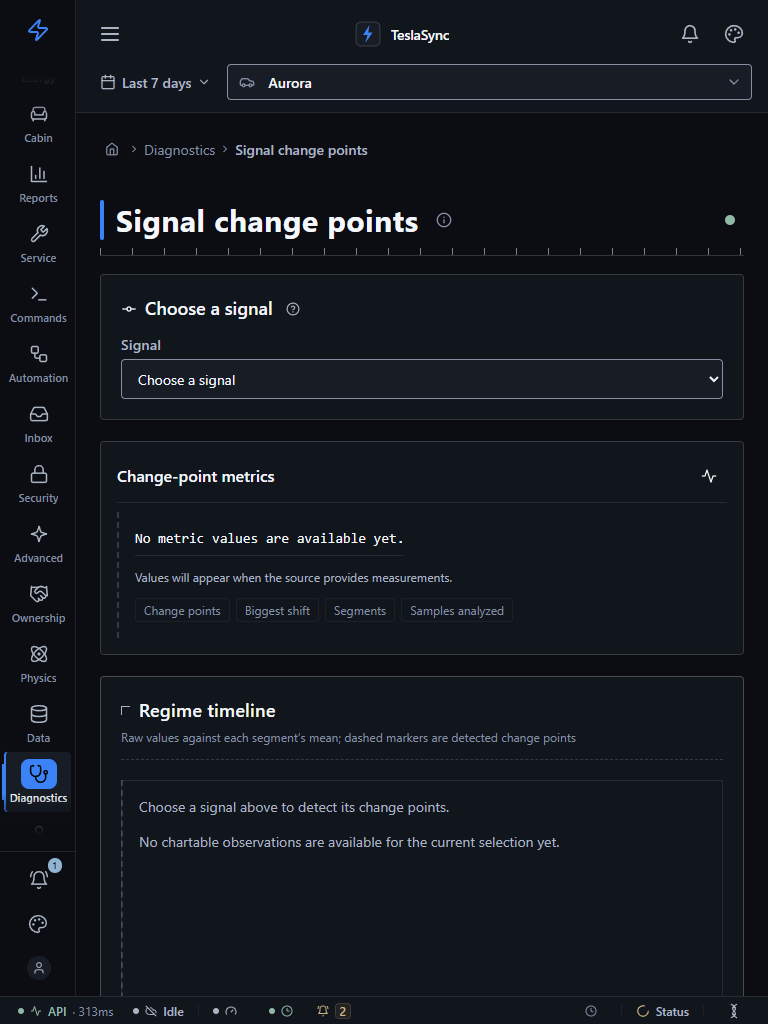 TeslaSync
Last 7 days
Aurora
Cabin
Reports
Service
Commands
Automation
Inbox
Security
Advanced
Ownership
Physics
Data
Diagnostics
1
Diagnostics
Signal change points
Signal change points
Choose a signal
Signal
Choose a signal
Change-point metrics
No metric values are available yet.
Values will appear when the source provides measurements.
Change points Biggest shift Segments Samples analyzed
Regime timeline
Raw values against each segment's mean; dashed markers are detected change points
Choose a signal above to detect its change points.
No chartable observations are available for the current selection yet.
API · 313ms Idle 2 Status